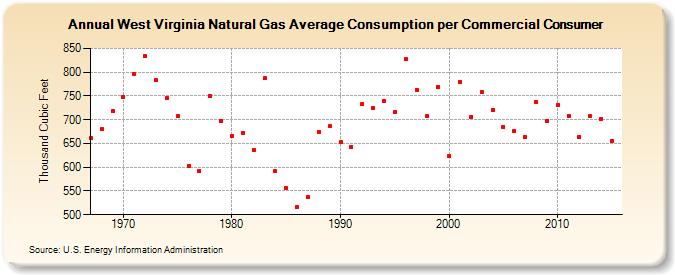 Annual West Virginia Natural Gas Average Consumption per Commercial Consumer
Thousand Cubic Feet
850
800
750
700
650
600
550
500
1970 1980 1990 2000 2010
Source: U.S. Energy Information Administration